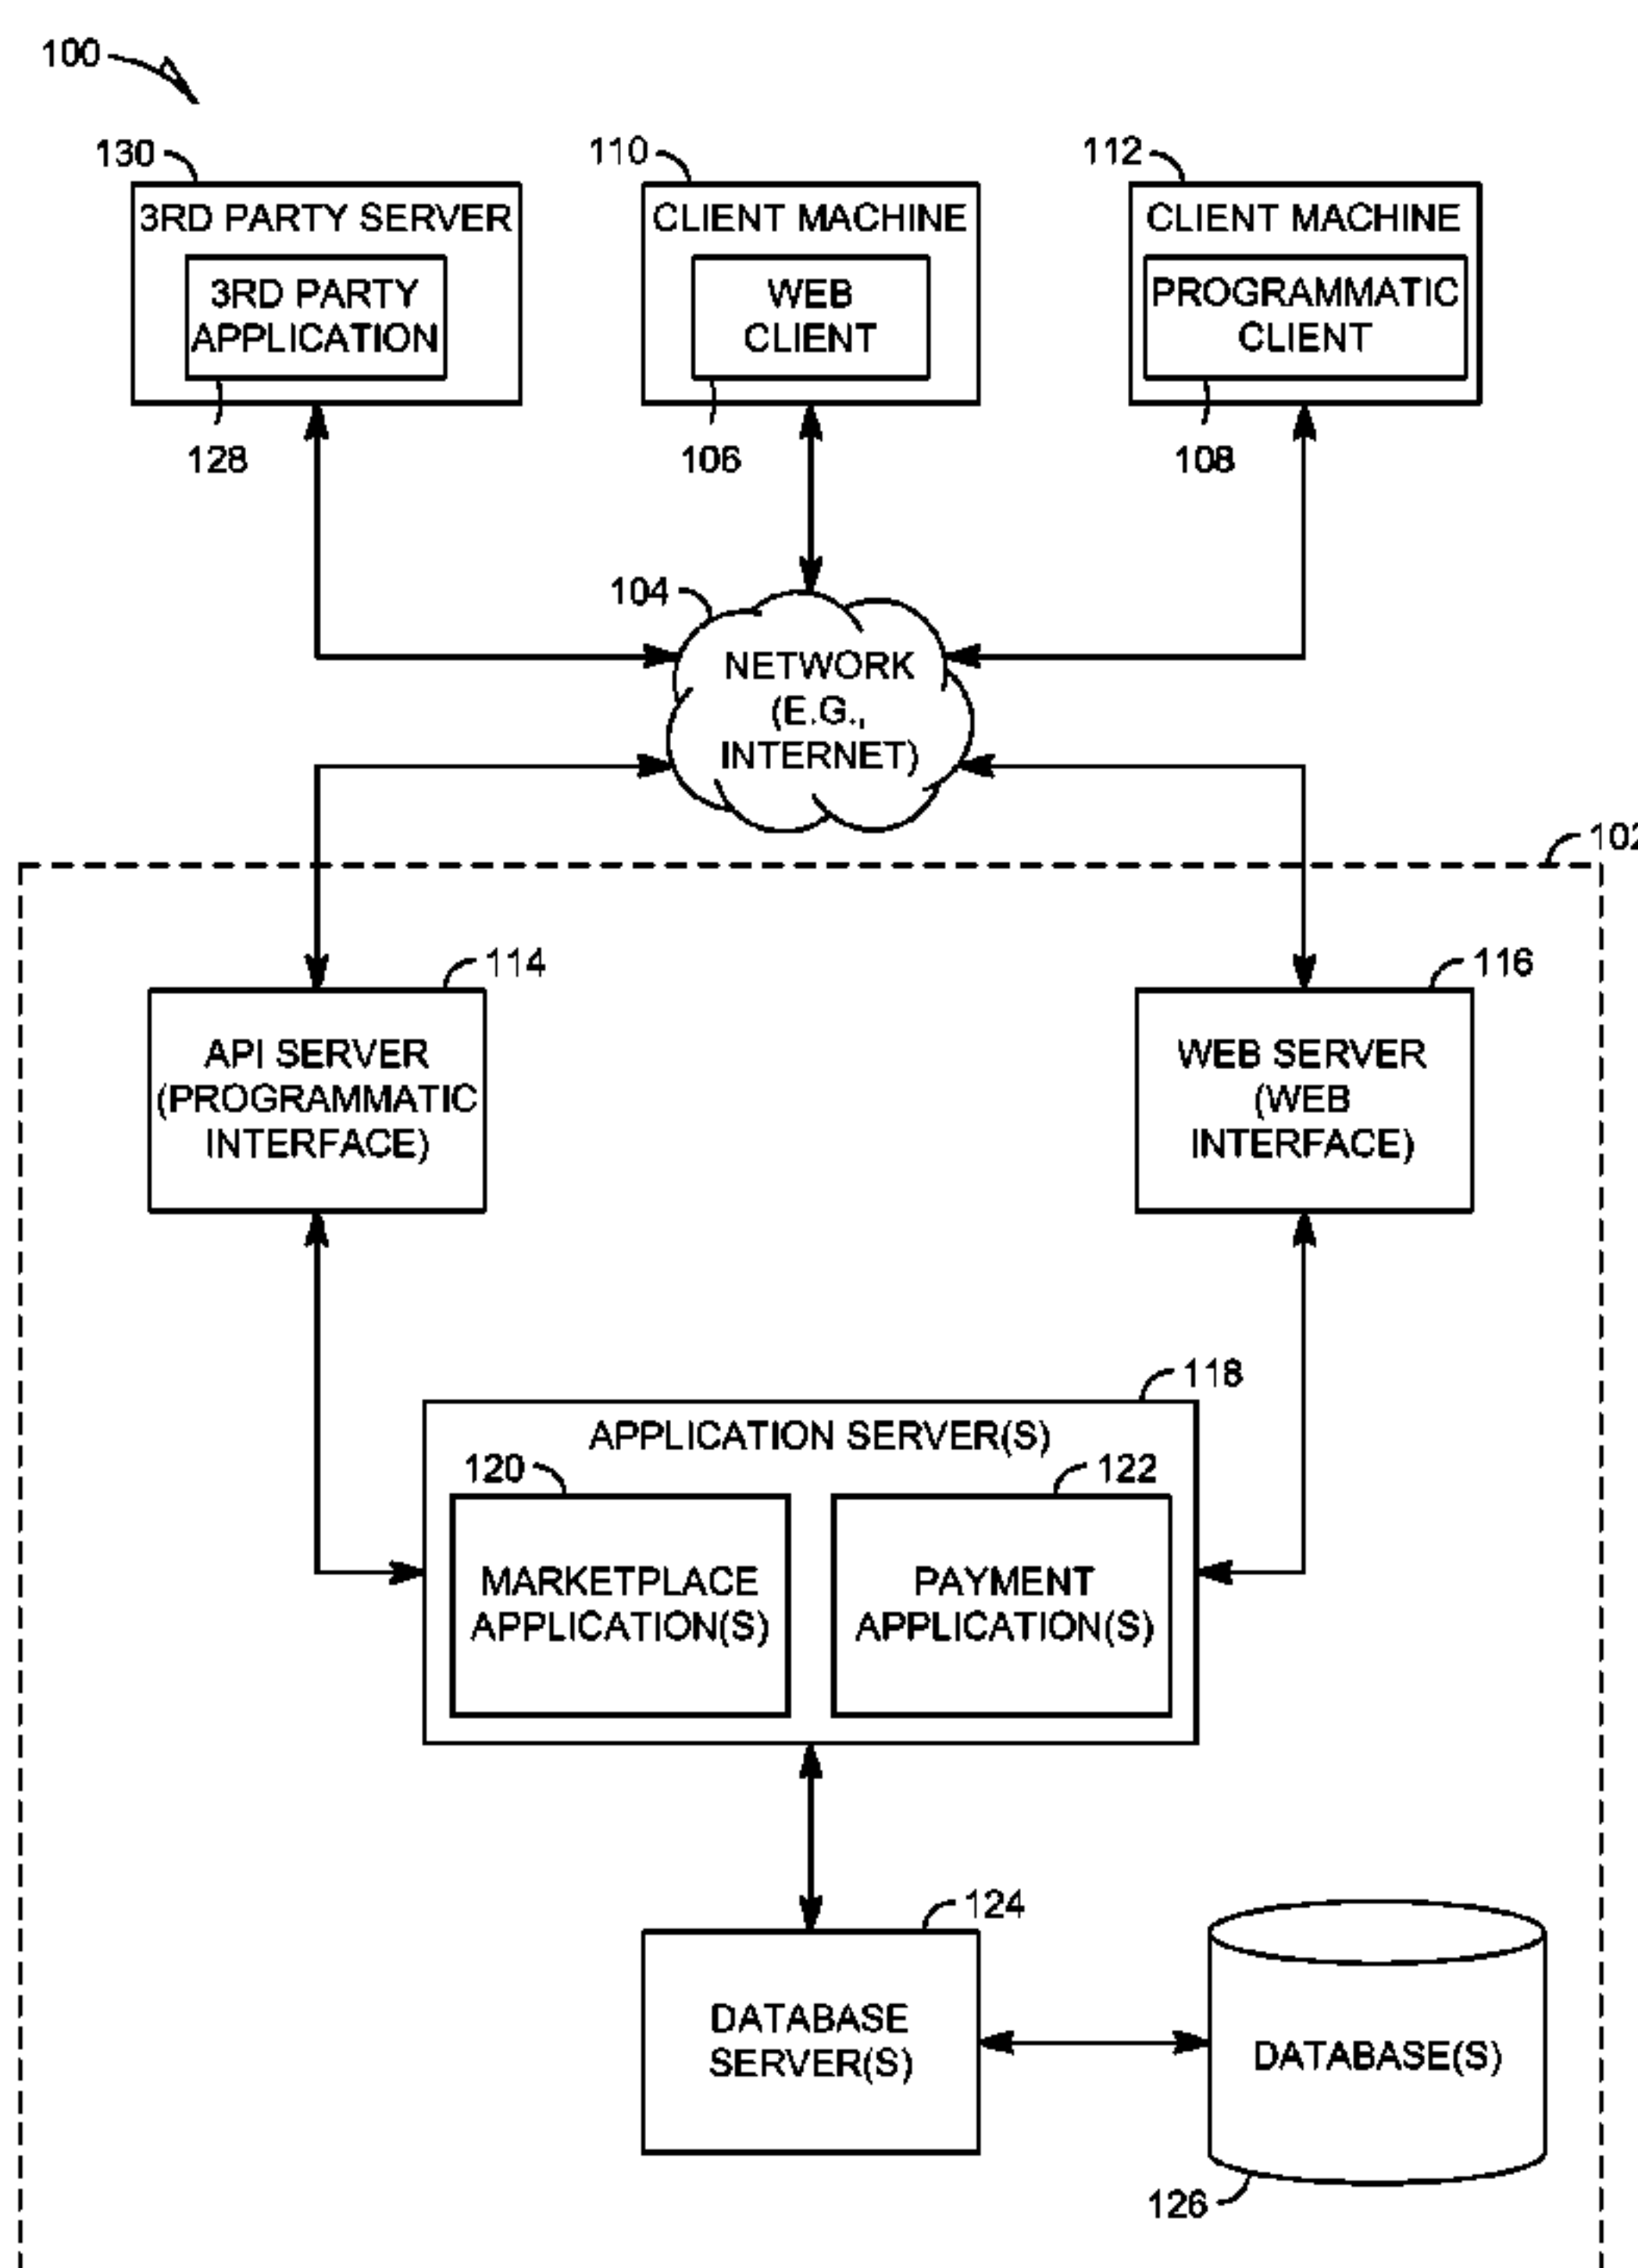 100
130
110
112
3RD PARTY SERVER
3RD PARTY
APPLICATION
CLIENT MACHINE
WEB
CLIENT
CLIENT MACHINE
PROGRAMMATIC
CLIENT
128
106
108
104
NETWORK
(E.G.,
INTERNET)
102
114
116
API SERVER
(PROGRAMMATIC
INTERFACE)
WEB SERVER
(WEB
INTERFACE)
118
APPLICATION SERVER(S)
120
122
MARKETPLACE
APPLICATION(S)
PAYMENT
APPLICATION(S)
124
DATABASE
SERVER(S)
DATABASE(S)
126